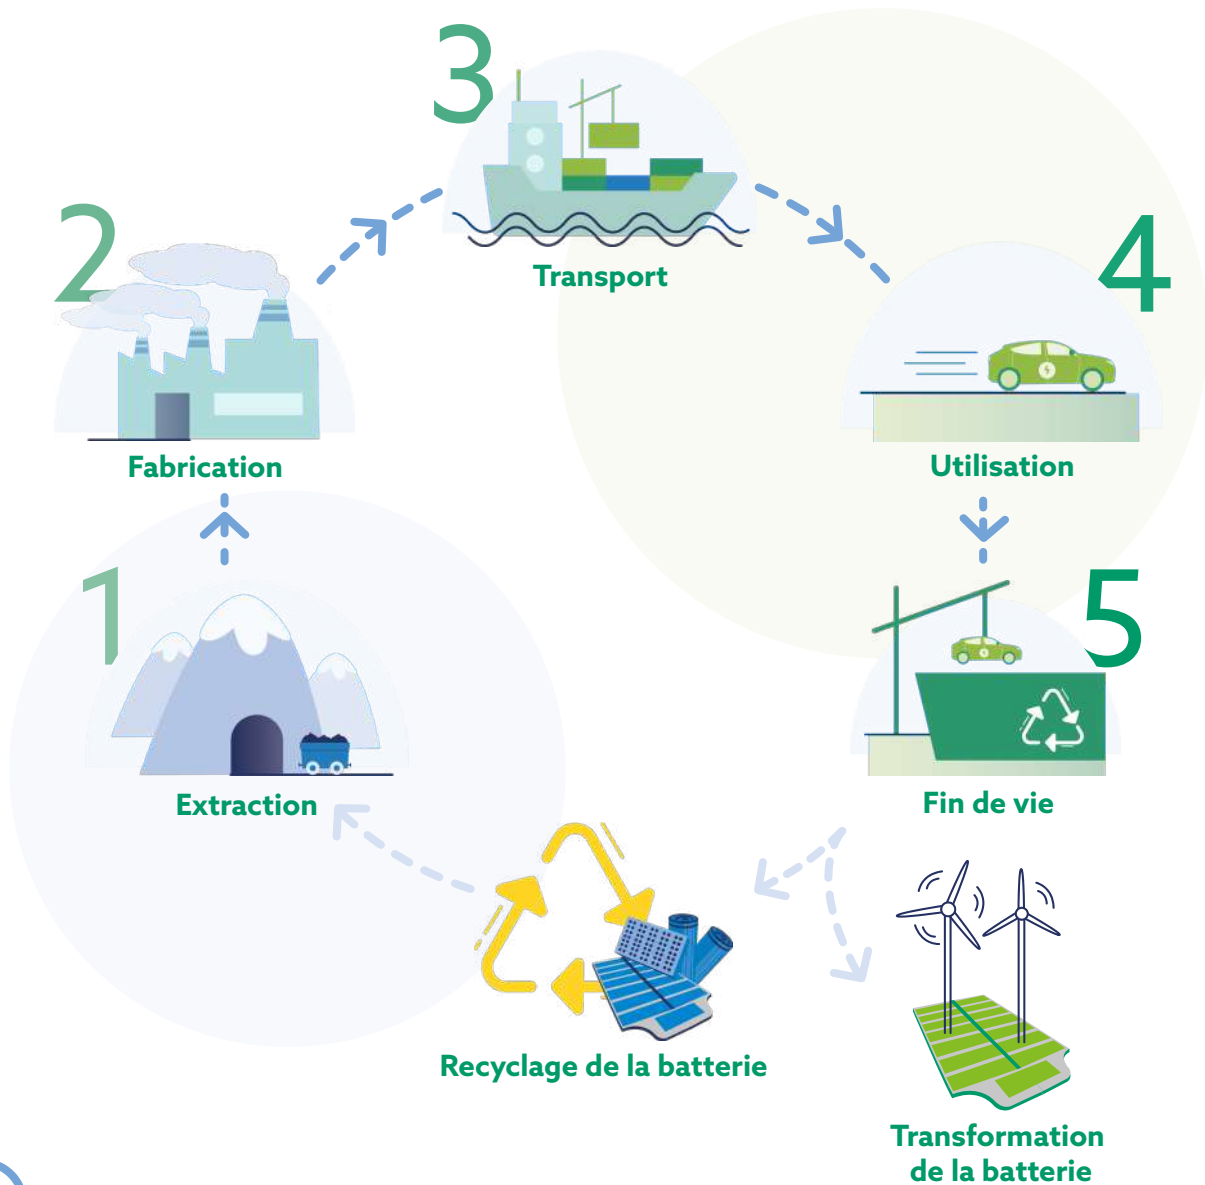 3
Transport
2
Fabrication
4
Utilisation
1
Extraction
5
Fin de vie
Recyclage de la batterie
Transformation
de la batterie